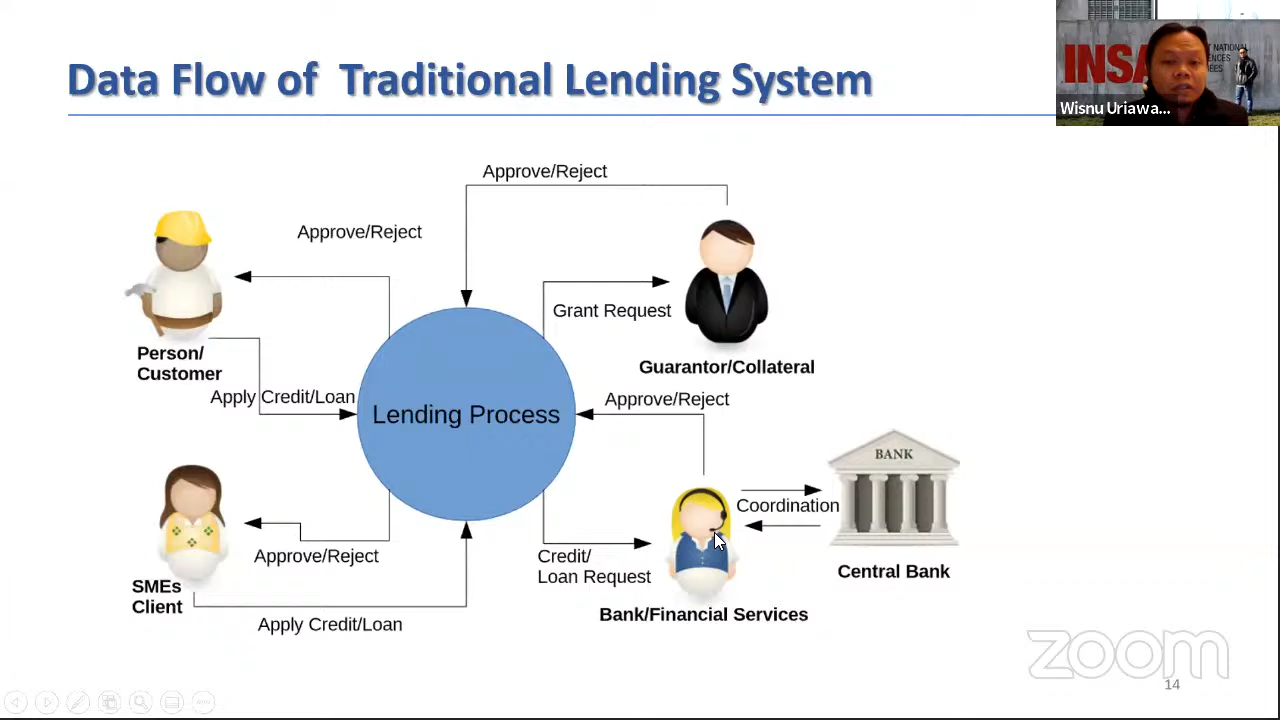 Data Flow of Traditional Lending System
INSA
Wisnu Uriawa...
Approve/Reject
Approve/Reject
Grant Request
Person/
Customer
Guarantor/Collateral
Apply Credit/Loan
Approve/Reject
Lending Process
BANK
Coordination
Approve/Reject
Credit/
Loan Request
Central Bank
SMEs
Client
Bank/Financial Services
Apply Credit/Loan
zoom
14